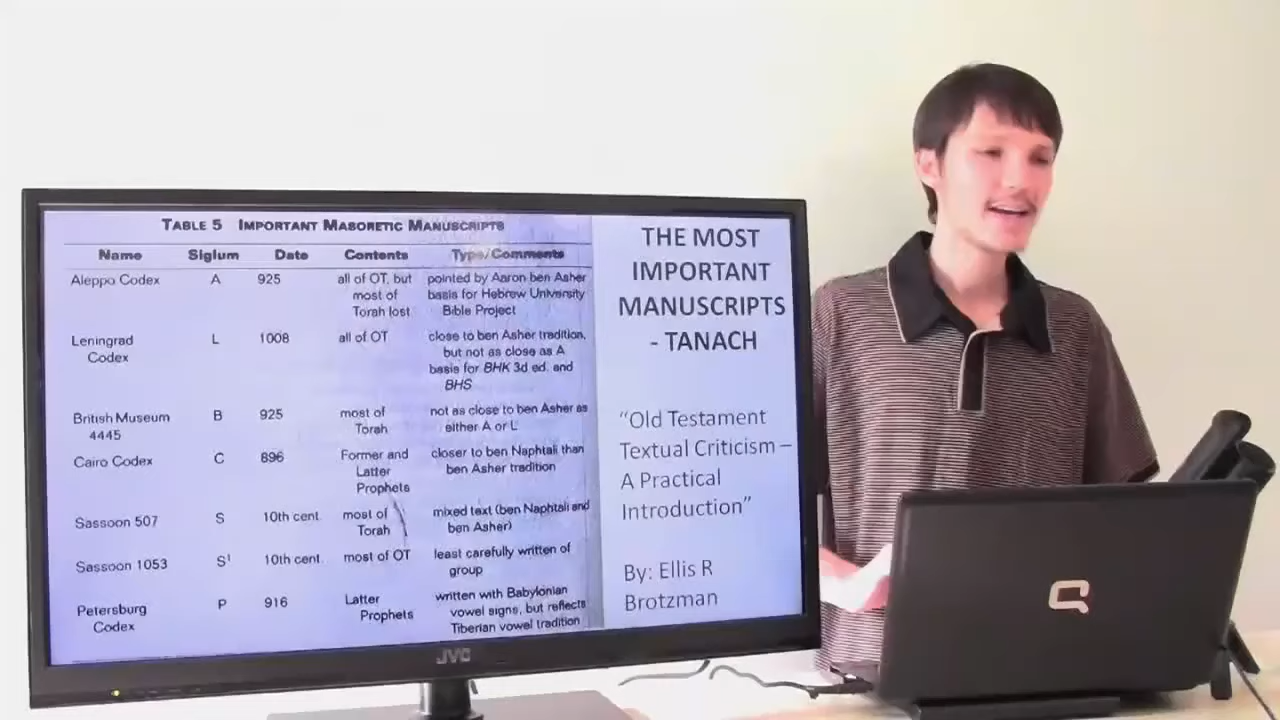 TABLE 5 IMPORTANT MASORETIC MANUSCRIPTS
Name Siglum Date Contents Type/Comments
Aleppo Codex A 925 all of OT, but pointed by Aaron ben Asher
most of basis for Hebrew University
Torah lost Bible Project
Leningrad L 1008 all of OT close to ben Asher tradition,
Codex but not as close as A
basis for BHK 3d ed. and
BHS
British Museum B 925 most of not as close to ben Asher as
4445 Torah either A or L
Cairo Codex C 896 Former and closer to ben Naphtali than
Latter ben Asher tradition
Prophets
Sassoon 507 S 10th cent. most of mixed text (ben Naphtali and
Torah ben Asher)
Sassoon 1053 S¹ 10th cent. most of OT least carefully written of
group
Petersburg P 916 Latter written with Babylonian
Codex Prophets vowel signs, but reflects
Tiberian vowel tradition
THE MOST
IMPORTANT
MANUSCRIPTS
- TANACH
“Old Testament
Textual Criticism –
A Practical
Introduction”
By: Ellis R
Brotzman
JVC